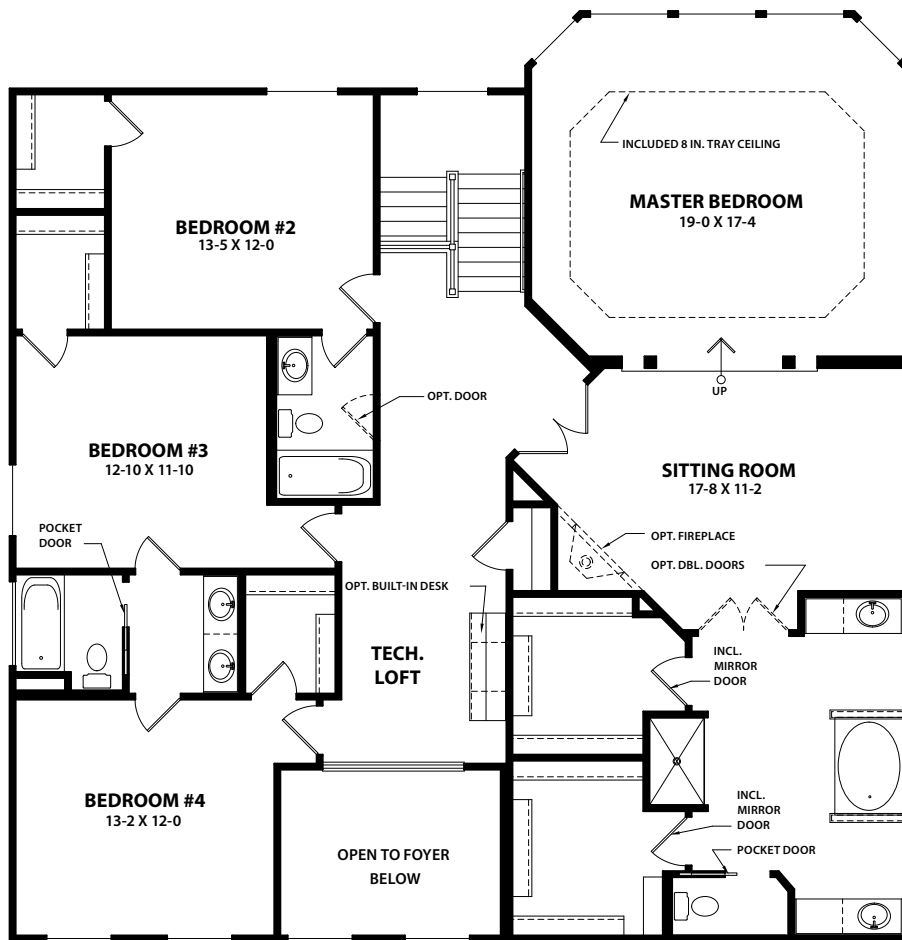 INCLUDED 8 IN. TRAY CEILING
MASTER BEDROOM
19-0 X 17-4
BEDROOM #2
13-5 X 12-0
UP
OPT. DOOR
BEDROOM #3
12-10 X 11-10
SITTING ROOM
17-8 X 11-2
POCKET
DOOR
OPT. FIREPLACE
OPT. DBL. DOORS
OPT. BUILT-IN DESK
TECH.
LOFT
INCL.
MIRROR
DOOR
BEDROOM #4
13-2 X 12-0
INCL.
MIRROR
DOOR
POCKET DOOR
OPEN TO FOYER
BELOW